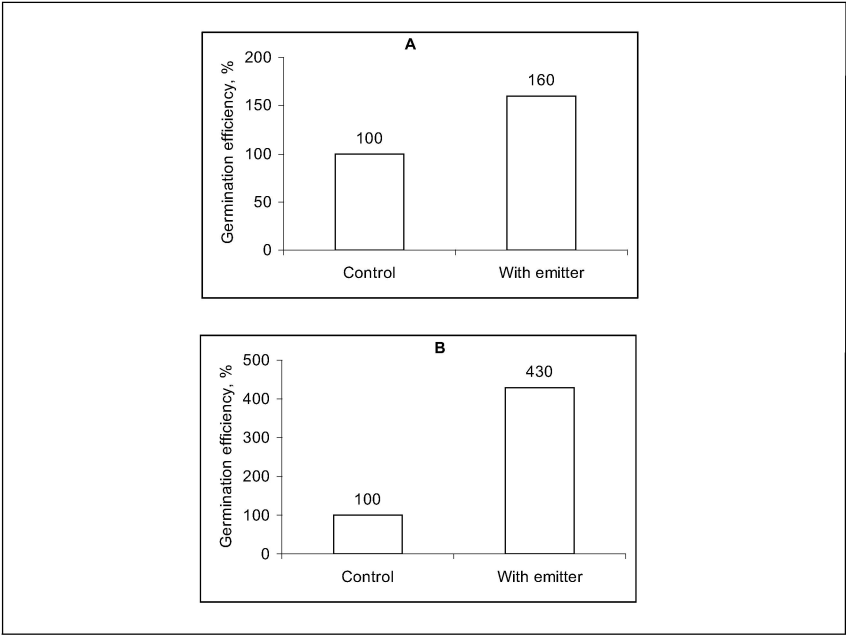 A
Germination efficiency, %
200
150
100
50
0
100
160
Control
With emitter
B
Germination efficiency, %
500
400
300
200
100
0
100
430
Control
With emitter